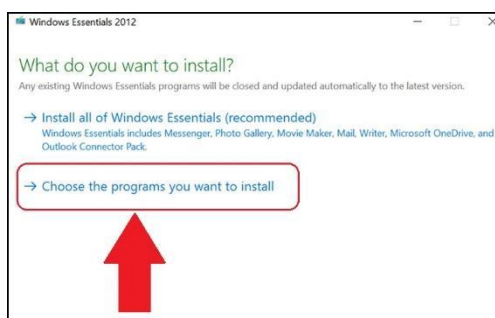 Windows Essentials 2012
What do you want to install?
Any existing Windows Essentials programs will be closed and updated automatically to the latest version.
Install all of Windows Essentials (recommended)
Windows Essentials includes Messenger, Photo Gallery, Movie Maker, Mail, Writer, Microsoft OneDrive, and
Outlook Connector Pack.
Choose the programs you want to install